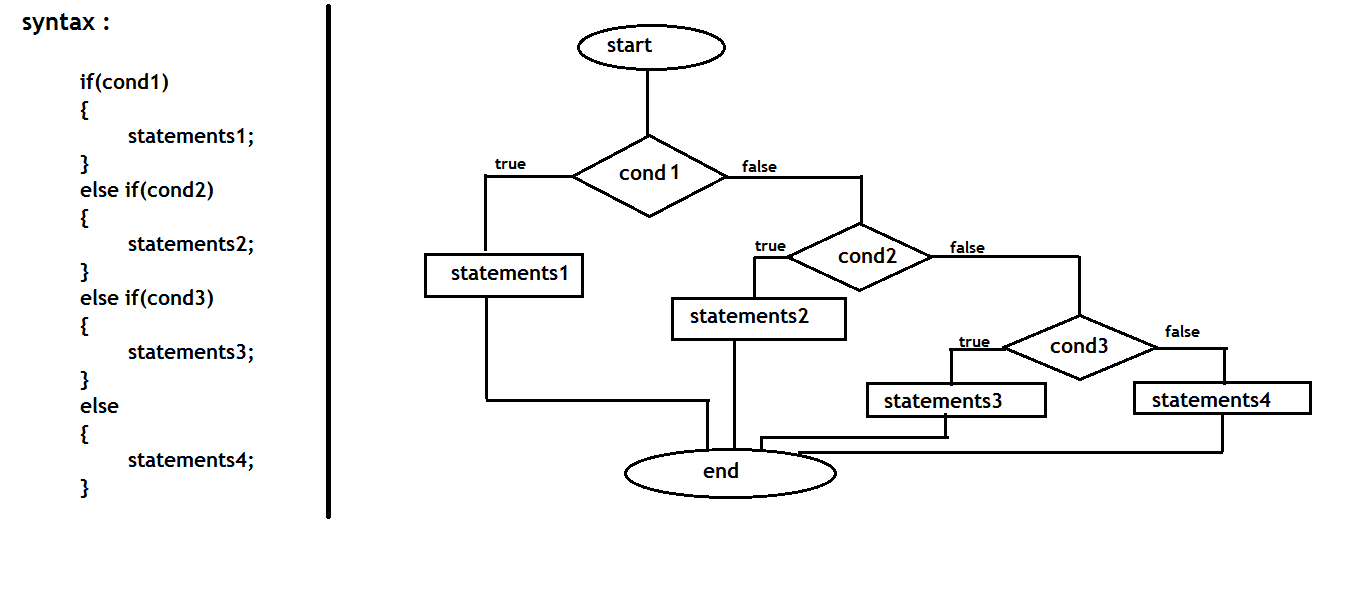 syntax :
if(cond1)
{
statements1;
}
else if(cond2)
{
statements2;
}
else if(cond3)
{
statements3;
}
else
{
statements4;
}
start
cond 1
true
false
statements1
cond2
true
false
statements2
cond3
true
false
statements3
statements4
end